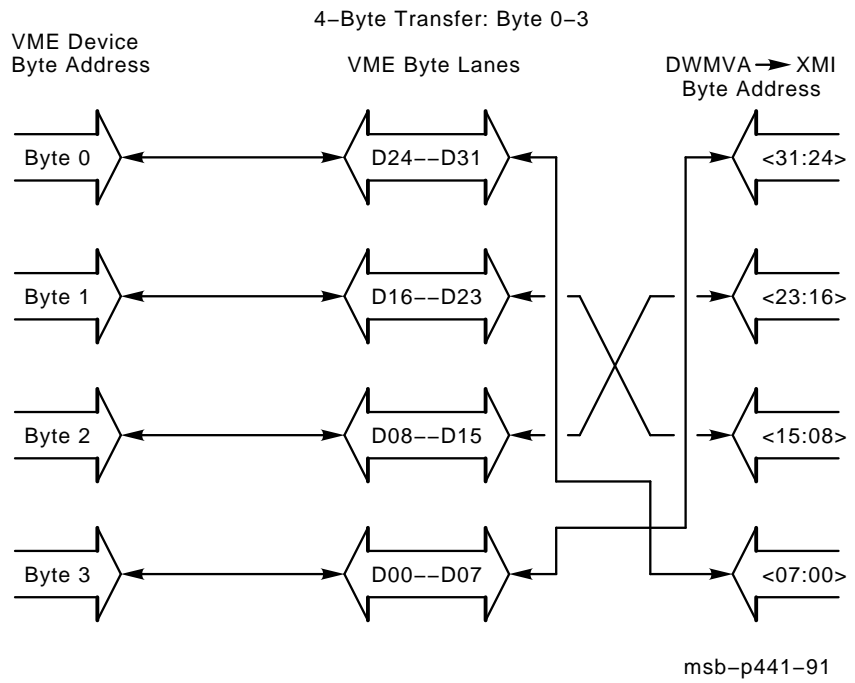 4−Byte Transfer: Byte 0−3
VME Device
Byte Address
VME Byte Lanes
DWMVA → XMI
Byte Address
Byte 0
D24−−D31
<31:24>
Byte 1
D16−−D23
<23:16>
Byte 2
D08−−D15
<15:08>
Byte 3
D00−−D07
<07:00>
msb−p441−91